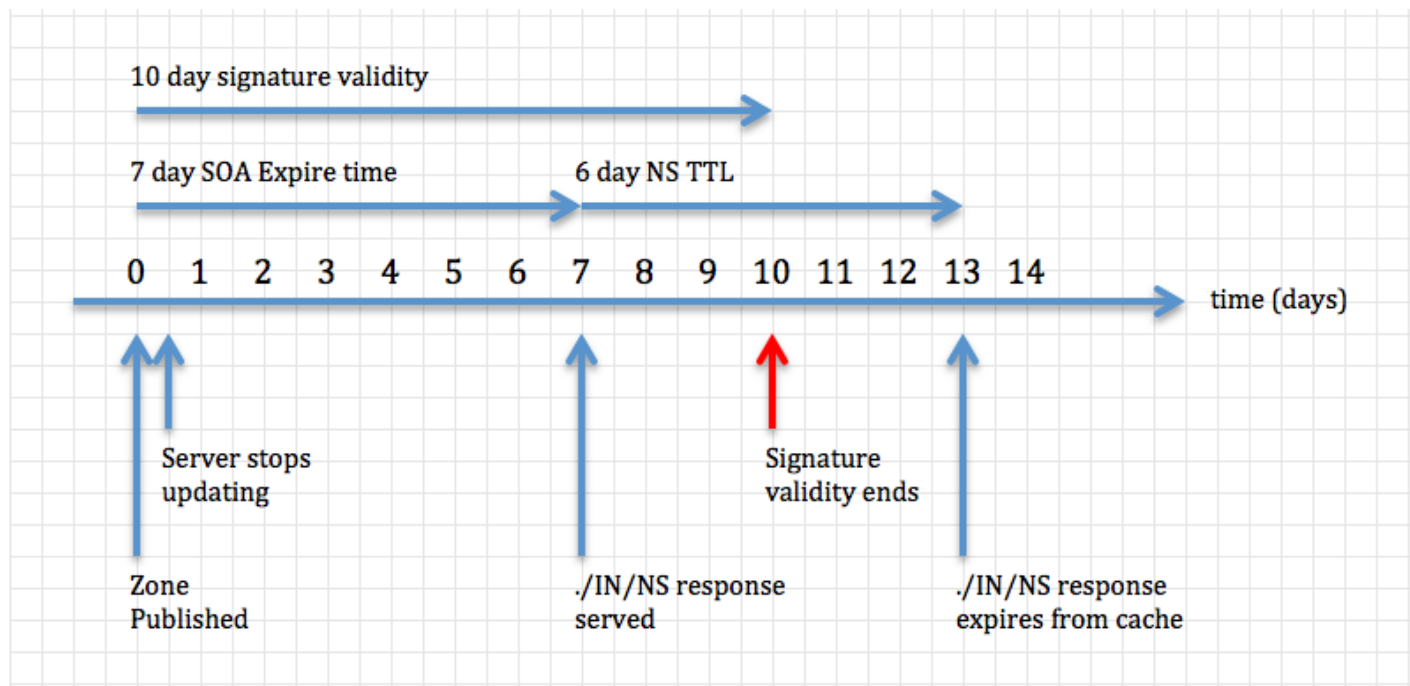 10 day signature validity
7 day SOA Expire time
6 day NS TTL
0 1 2 3 4 5 6 7 8 9 10 11 12 13 14
time (days)
Server stops
updating
Signature
validity ends
Zone
Published
./IN/NS response
served
./IN/NS response
expires from cache